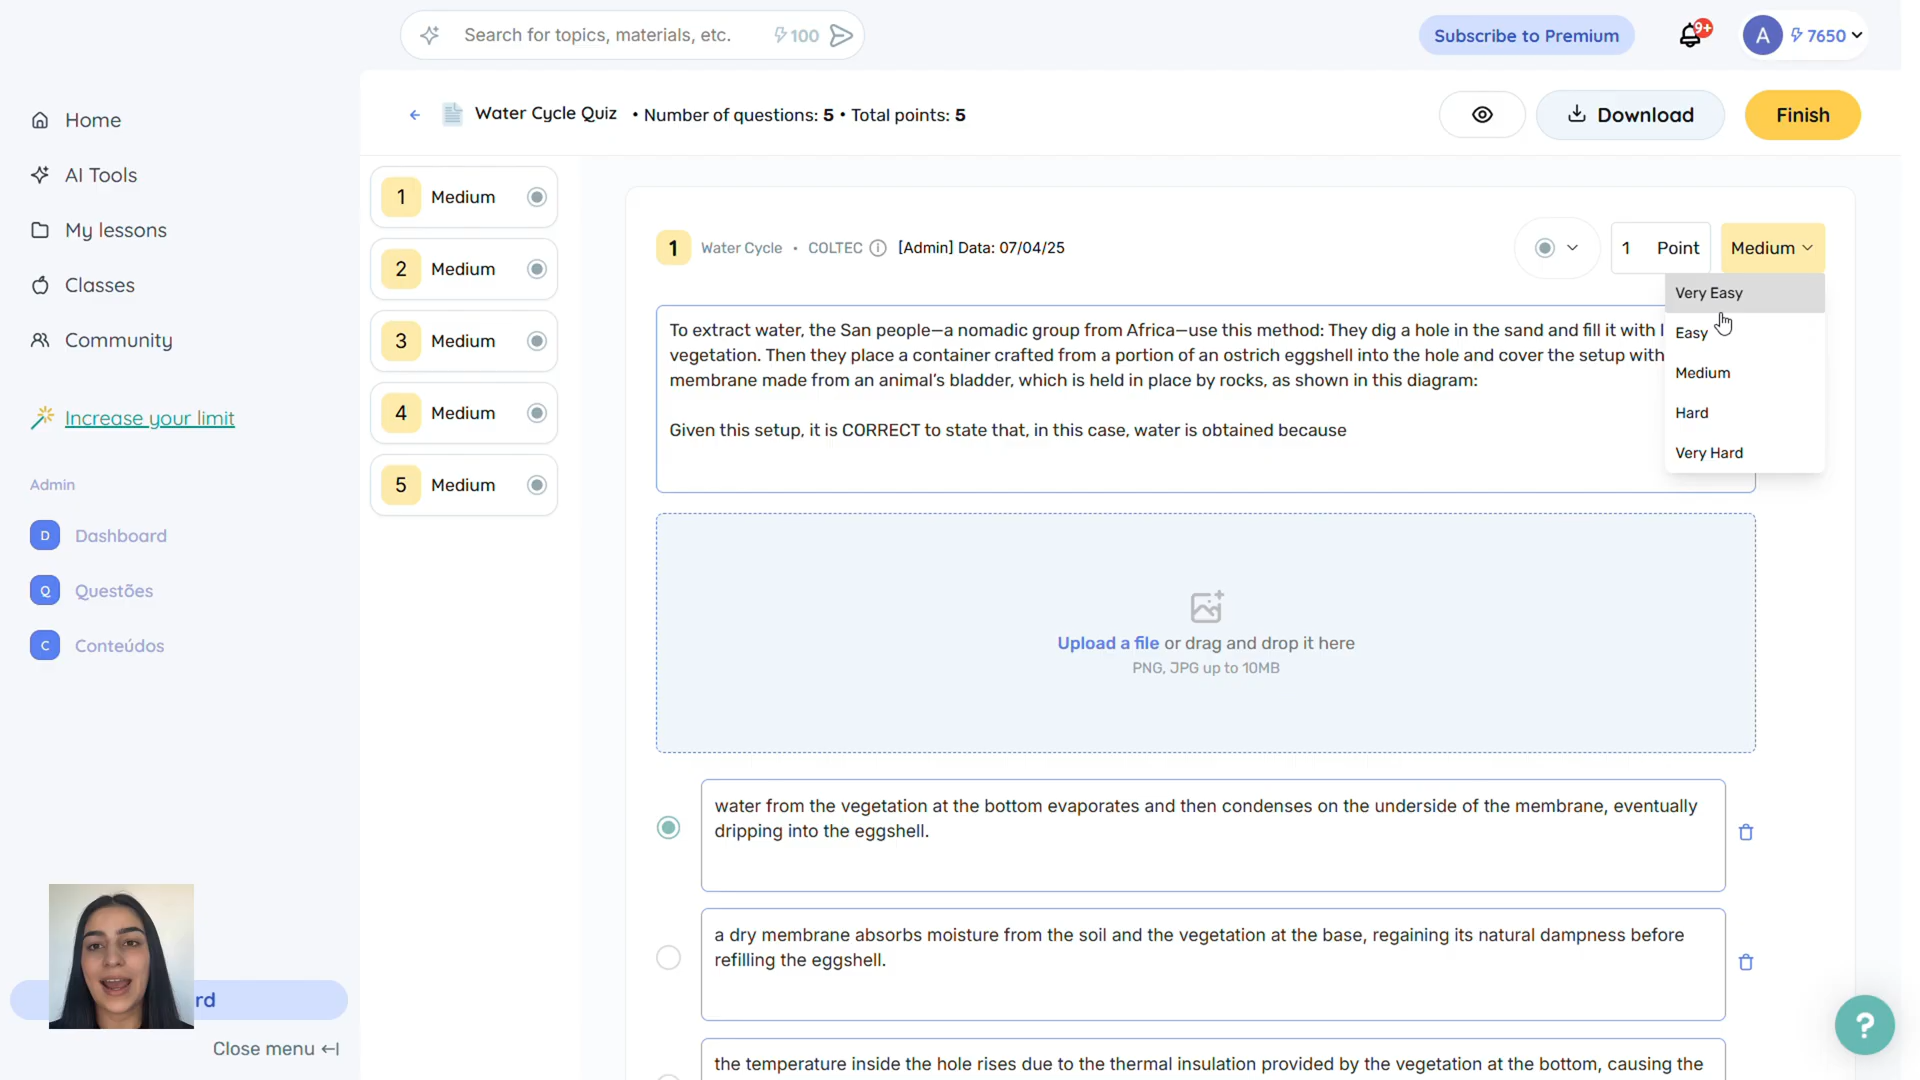 Search for topics, materials, etc.
100
Subscribe to Premium
9+
A
7650
Home
AI Tools
My lessons
Classes
Community
Increase your limit
Admin
D
Dashboard
Q
Questões
C
Conteúdos
rd
Close menu
Water Cycle Quiz • Number of questions: 5 • Total points: 5
Download
Finish
1 Medium
2 Medium
3 Medium
4 Medium
5 Medium
1
Water Cycle • COLTEC
[Admin] Data: 07/04/25
1 Point
Medium
Very Easy
Easy
Medium
Hard
Very Hard
To extract water, the San people—a nomadic group from Africa—use this method: They dig a hole in the sand and fill it with
vegetation. Then they place a container crafted from a portion of an ostrich eggshell into the hole and cover the setup with
membrane made from an animal's bladder, which is held in place by rocks, as shown in this diagram:
Given this setup, it is CORRECT to state that, in this case, water is obtained because
Upload a file or drag and drop it here
PNG, JPG up to 10MB
water from the vegetation at the bottom evaporates and then condenses on the underside of the membrane, eventually
dripping into the eggshell.
a dry membrane absorbs moisture from the soil and the vegetation at the base, regaining its natural dampness before
refilling the eggshell.
the temperature inside the hole rises due to the thermal insulation provided by the vegetation at the bottom, causing the
?